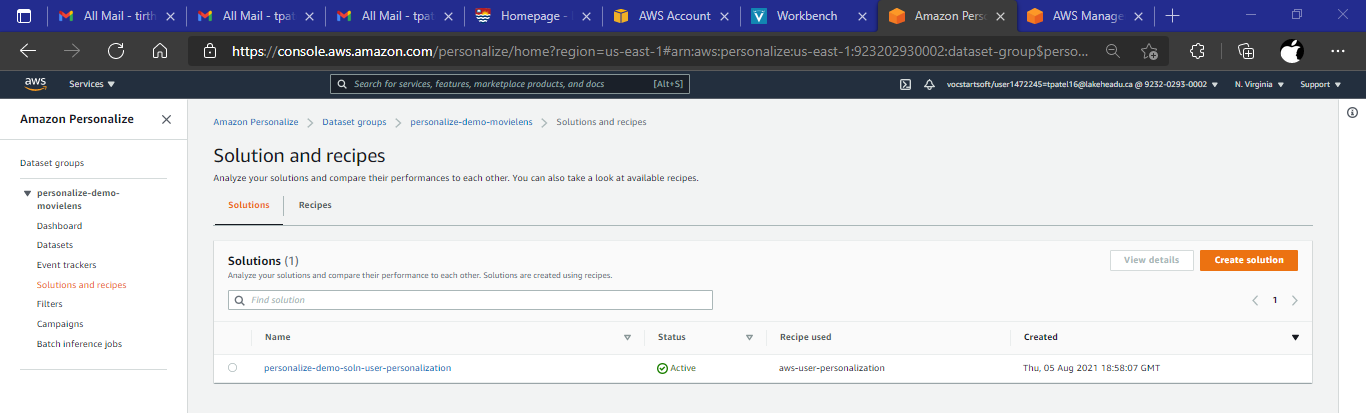 All Mail - tirth
All Mail - tpat
All Mail - tpat
Homepage -
AWS Account
Workbench
Amazon Pers
AWS Manage
https://console.aws.amazon.com/personalize/home?region=us-east-1#arn:aws:personalize:us-east-1:923202930002:dataset-group$perso...
aws
Services
Search for services, features, marketplace products, and docs [Alt+S]
vocstartsoft/user1472245=tpatel16@lakeheadu.ca @ 9232-0293-0002
N. Virginia
Support
Amazon Personalize
Amazon Personalize
Dataset groups
personalize-demo-movielens
Solutions and recipes
Dataset groups
personalize-demo-
movielens
Dashboard
Datasets
Event trackers
Solutions and recipes
Filters
Campaigns
Batch inference jobs
Solution and recipes
Analyze your solutions and compare their performances to each other. You can also take a look at available recipes.
Solutions
Recipes
Solutions (1)
Analyze your solutions and compare their performance to each other. Solutions are created using recipes.
View details
Create solution
Find solution
1
Name
Status
Recipe used
Created
personalize-demo-soln-user-personalization
Active
aws-user-personalization
Thu, 05 Aug 2021 18:58:07 GMT